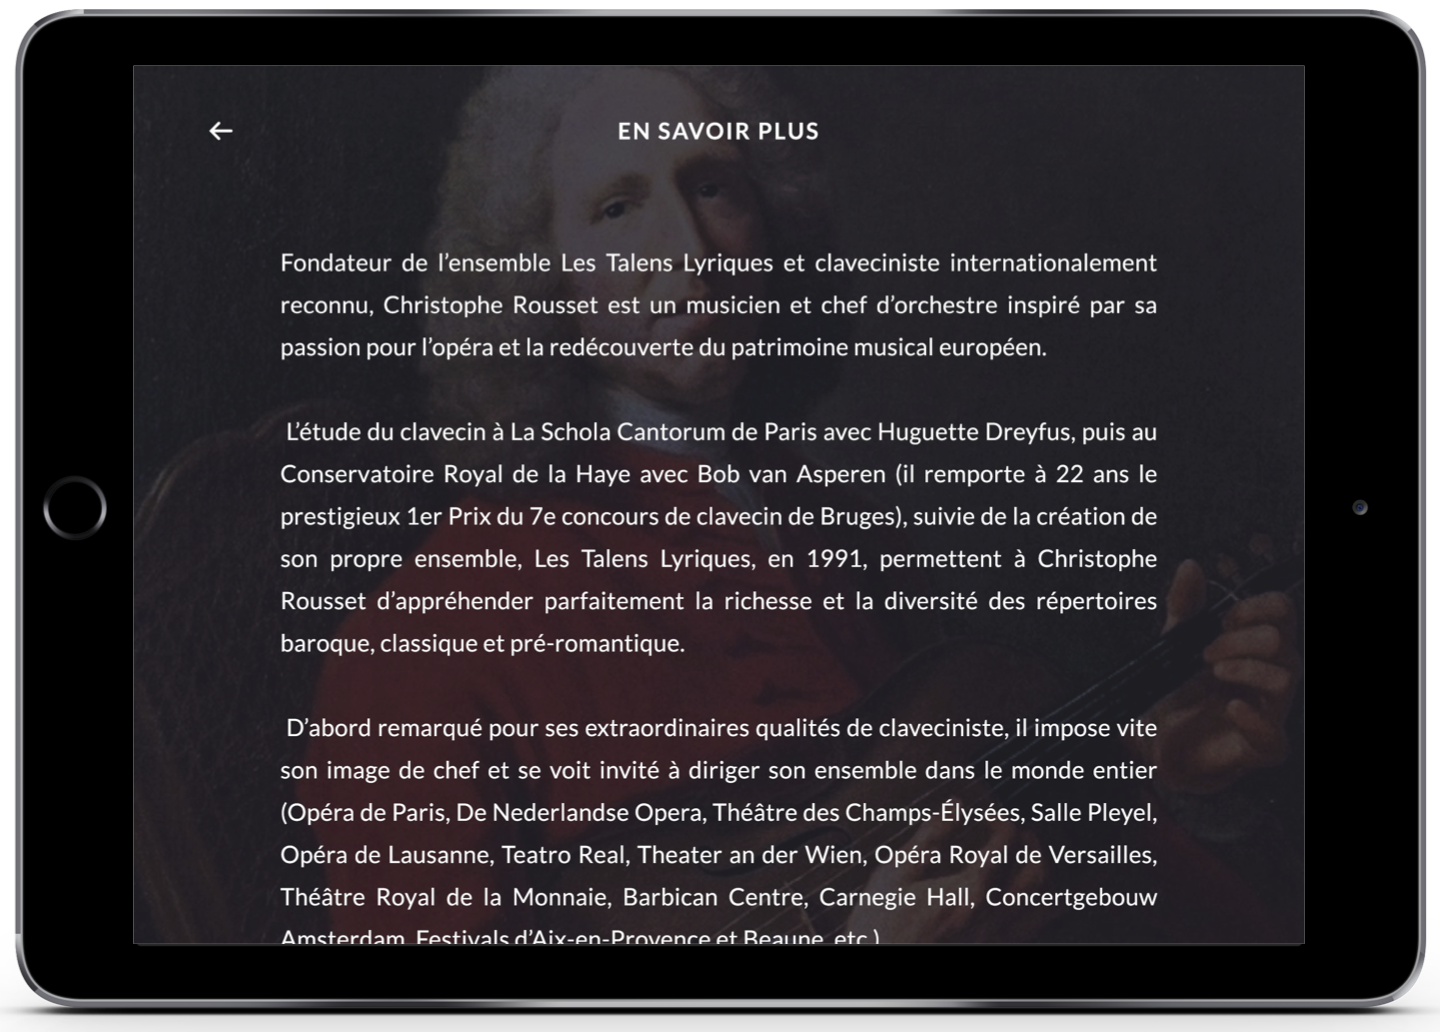 EN SAVOIR PLUS
Fondateur de l’ensemble Les Talens Lyriques et claveciniste internationalement
reconnu, Christophe Rousset est un musicien et chef d’orchestre inspiré par sa
passion pour l’opéra et la redécouverte du patrimoine musical européen.
L’étude du clavecin à La Schola Cantorum de Paris avec Huguette Dreyfus, puis au
Conservatoire Royal de la Haye avec Bob van Asperen (il remporte à 22 ans le
prestigieux 1er Prix du 7e concours de clavecin de Bruges), suivie de la création de
son propre ensemble, Les Talens Lyriques, en 1991, permettent à Christophe
Rousset d’appréhender parfaitement la richesse et la diversité des répertoires
baroque, classique et pré-romantique.
D’abord remarqué pour ses extraordinaires qualités de claveciniste, il impose vite
son image de chef et se voit invité à diriger son ensemble dans le monde entier
(Opéra de Paris, De Nederlandse Opera, Théâtre des Champs-Élysées, Salle Pleyel,
Opéra de Lausanne, Teatro Real, Theater an der Wien, Opéra Royal de Versailles,
Théâtre Royal de la Monnaie, Barbican Centre, Carnegie Hall, Concertgebouw
Amsterdam, Festivals d’Aix-en-Provence et Beaune, etc.)